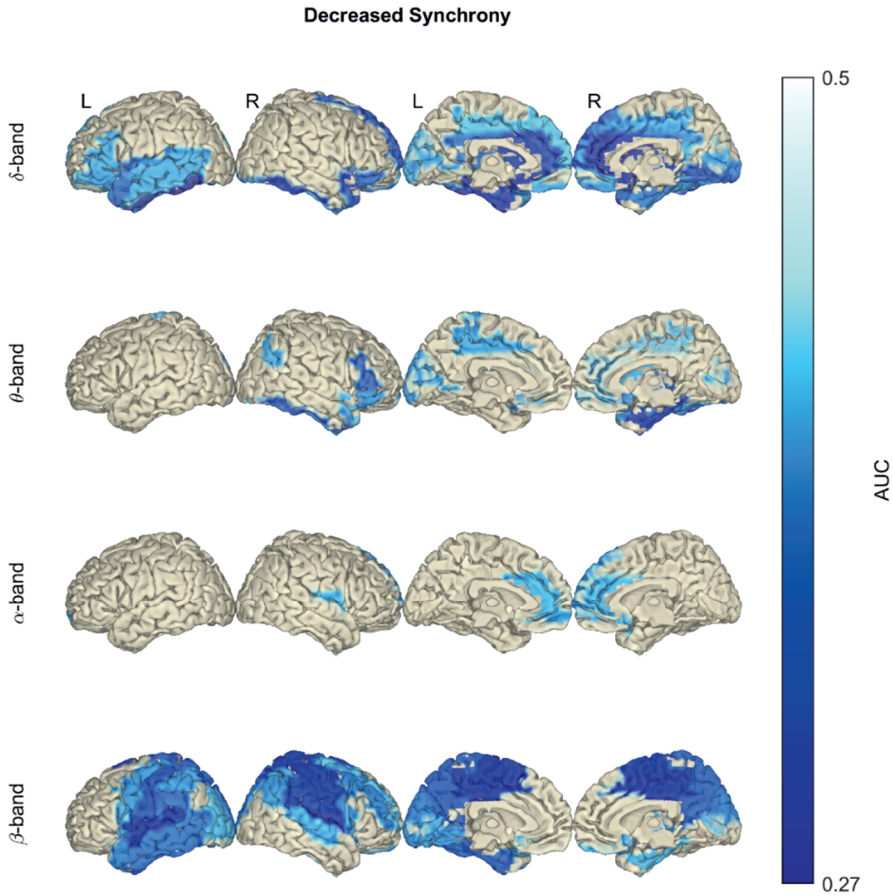 Decreased Synchrony
L R L R
0.5
δ-band
θ-band
α-band
β-band
AUC
0.27